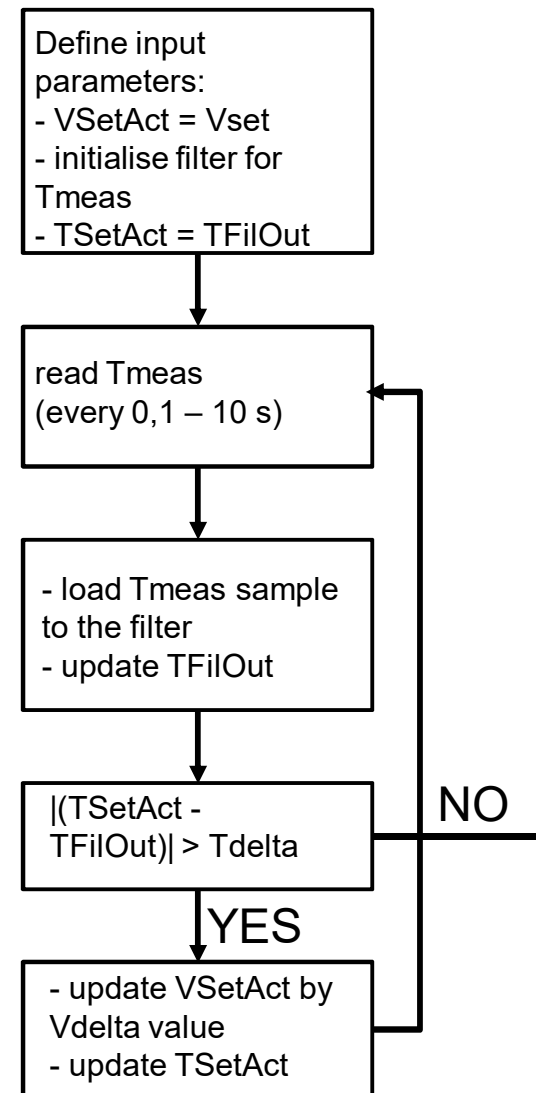 Define input
parameters:
- VSetAct = Vset
- initialise filter for
Tmeas
- TSetAct = TFilOut
read Tmeas
(every 0,1 – 10 s)
- load Tmeas sample
to the filter
- update TFilOut
|(TSetAct -
TFilOut)| > Tdelta
NO
YES
- update VSetAct by
Vdelta value
- update TSetAct